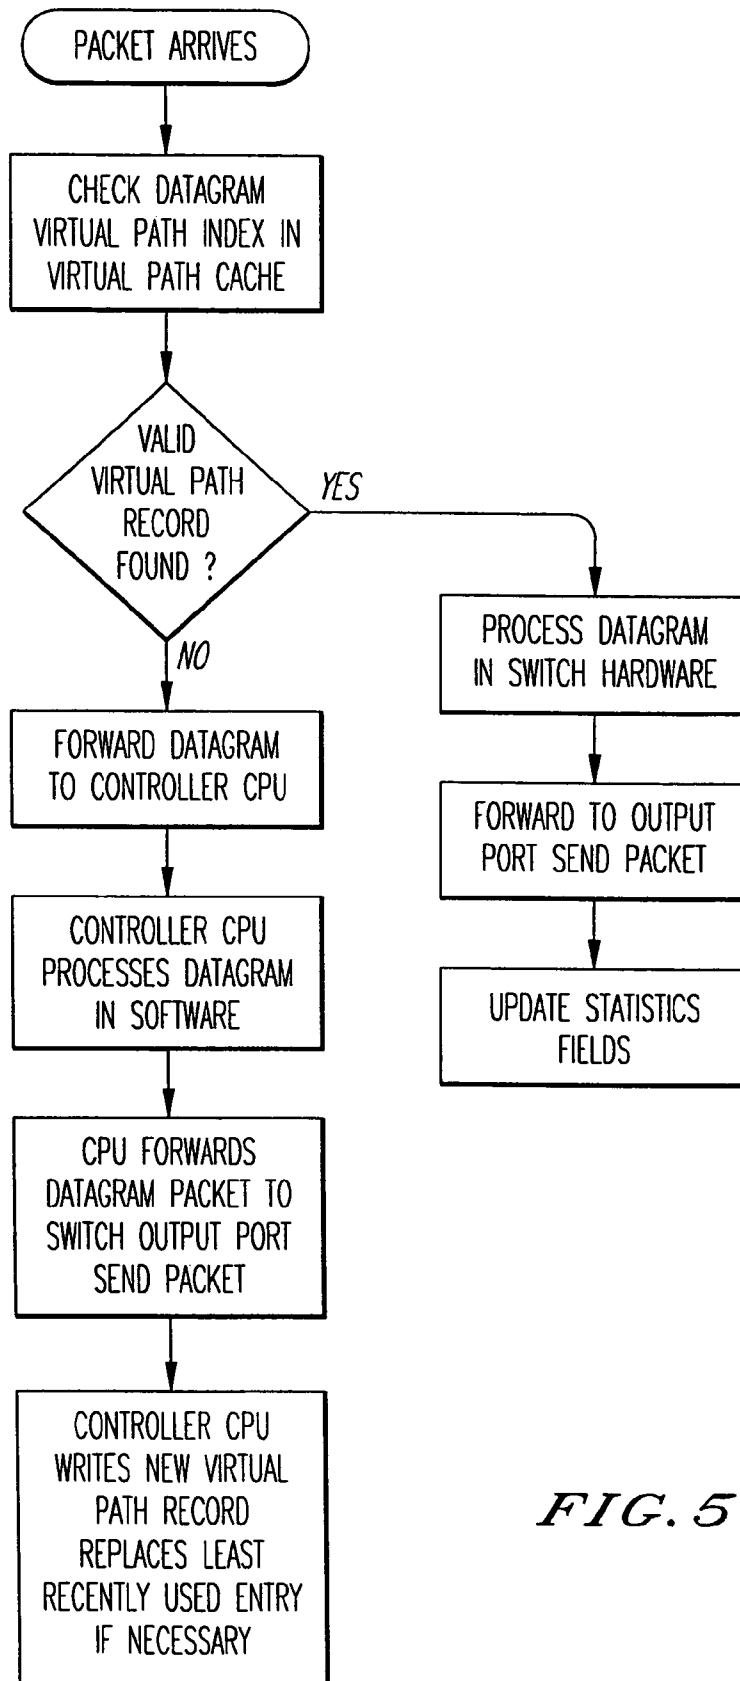 PACKET ARRIVES
CHECK DATAGRAM
VIRTUAL PATH INDEX IN
VIRTUAL PATH CACHE
VALID
VIRTUAL PATH
RECORD
FOUND ?
YES
NO
PROCESS DATAGRAM
IN SWITCH HARDWARE
FORWARD TO OUTPUT
PORT SEND PACKET
UPDATE STATISTICS
FIELDS
FORWARD DATAGRAM
TO CONTROLLER CPU
CONTROLLER CPU
PROCESSES DATAGRAM
IN SOFTWARE
CPU FORWARDS
DATAGRAM PACKET TO
SWITCH OUTPUT PORT
SEND PACKET
CONTROLLER CPU
WRITES NEW VIRTUAL
PATH RECORD
REPLACES LEAST
RECENTLY USED ENTRY
IF NECESSARY
FIG. 5